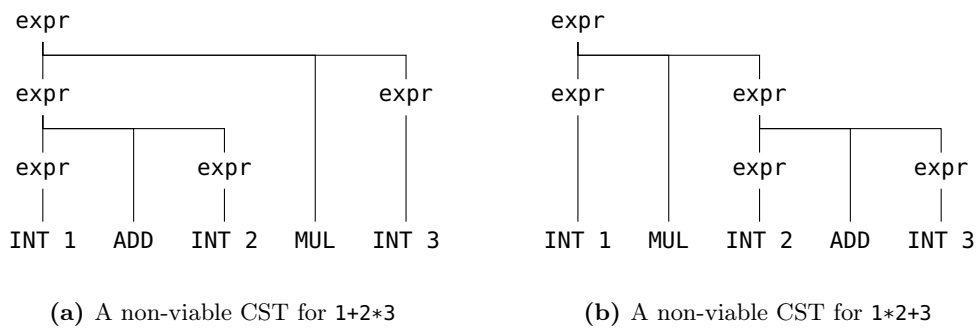 expr expr
expr expr expr expr
expr expr expr expr
INT 1 ADD INT 2 MUL INT 3 INT 1 MUL INT 2 ADD INT 3
(a) A non-viable CST for 1+2*3 (b) A non-viable CST for 1*2+3